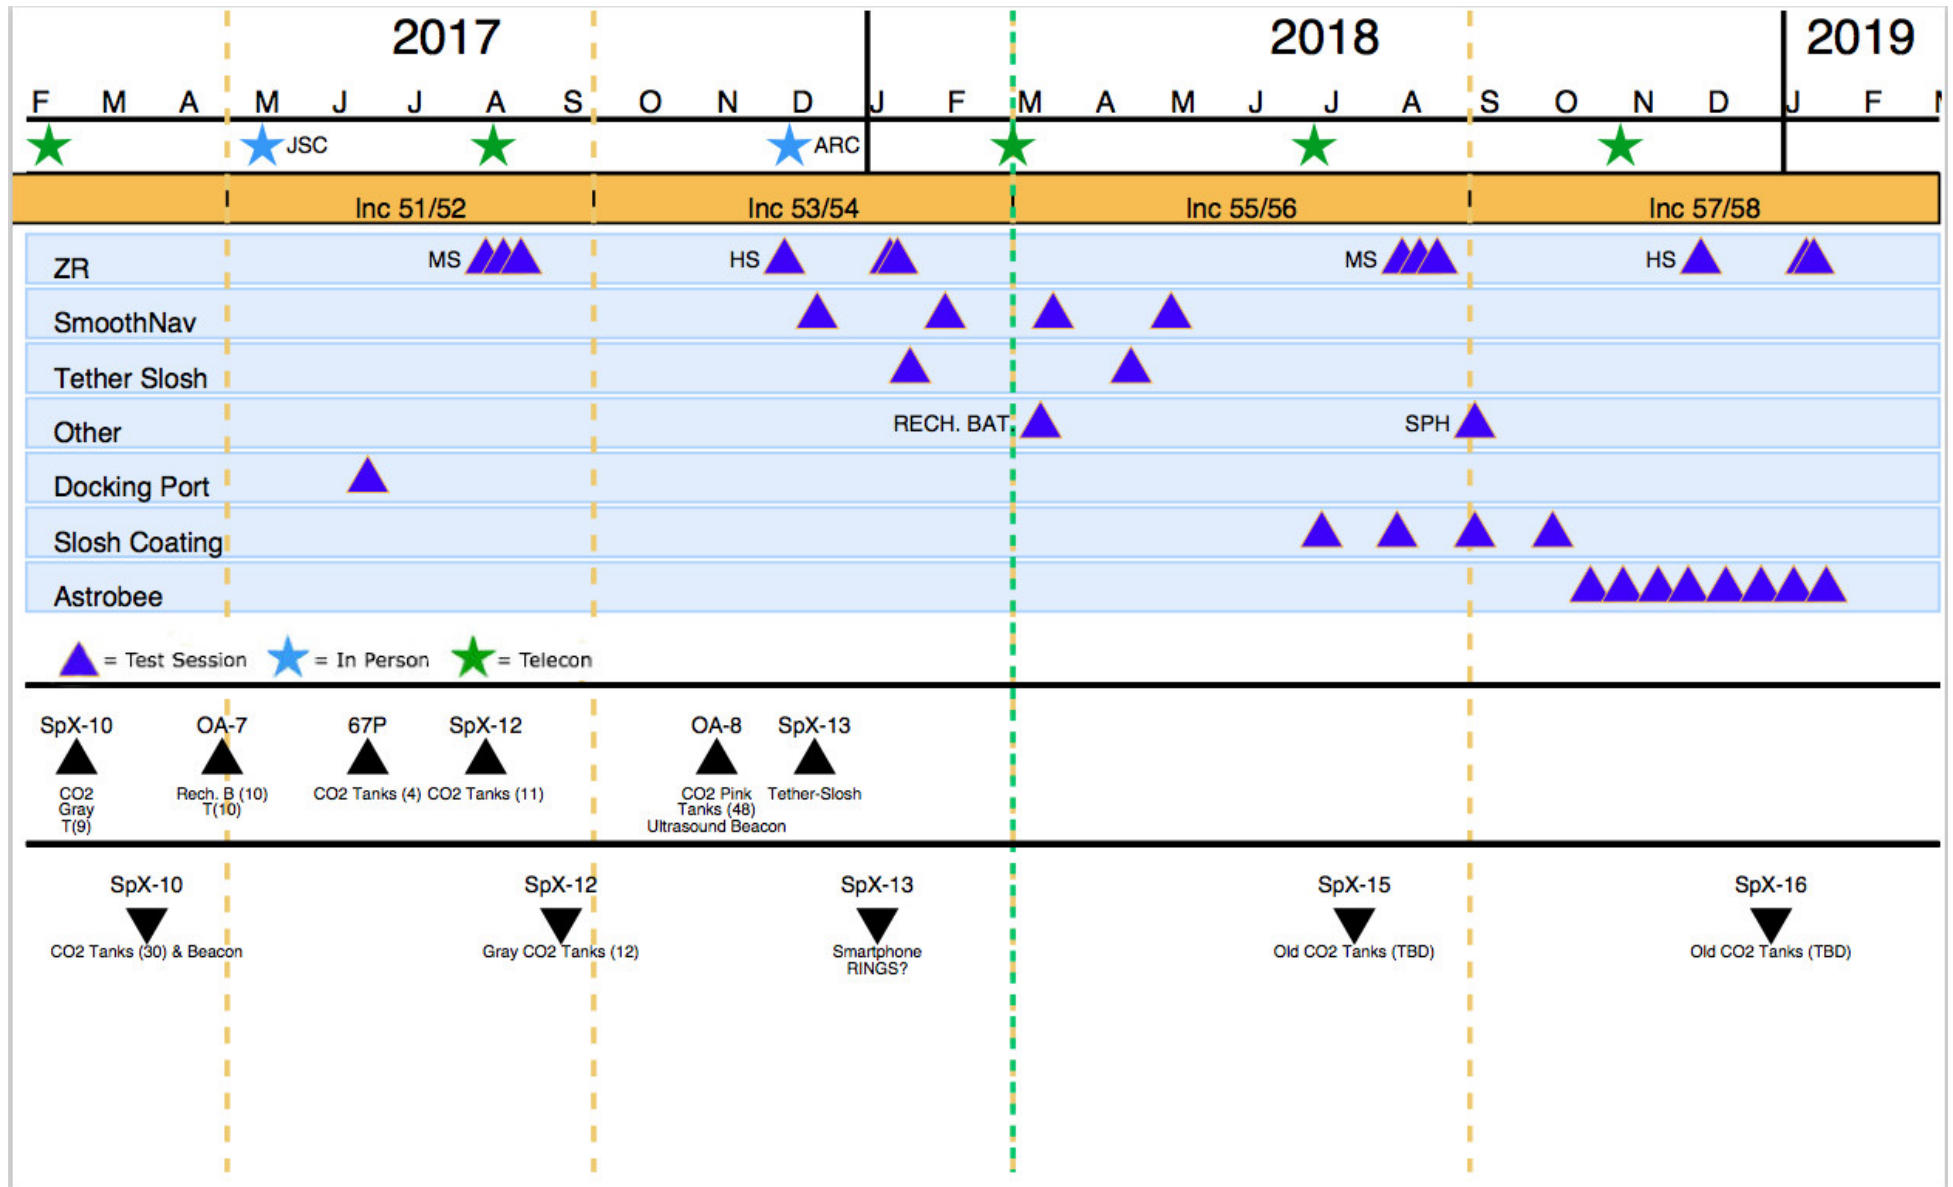 2017 2018 2019
F M A M J J A S O N D J F M A M J J A S O N D J F
JSC ARC
Inc 51/52 Inc 53/54 Inc 55/56 Inc 57/58
ZR MS HS MS HS
SmoothNav
Tether Slosh
Other RECH. BAT SPH
Docking Port
Slosh Coating
Astrobee
= Test Session = In Person = Telecon
SpX-10 OA-7 67P SpX-12 OA-8 SpX-13
CO2 Rech. B (10) CO2 Tanks (4) CO2 Tanks (11) CO2 Pink Tether-Slosh
Gray T(10) Tanks (48)
T(9) Ultrasound Beacon
SpX-10 SpX-12 SpX-13 SpX-15 SpX-16
CO2 Tanks (30) & Beacon Gray CO2 Tanks (12) Smartphone Old CO2 Tanks (TBD) Old CO2 Tanks (TBD)
RINGS?